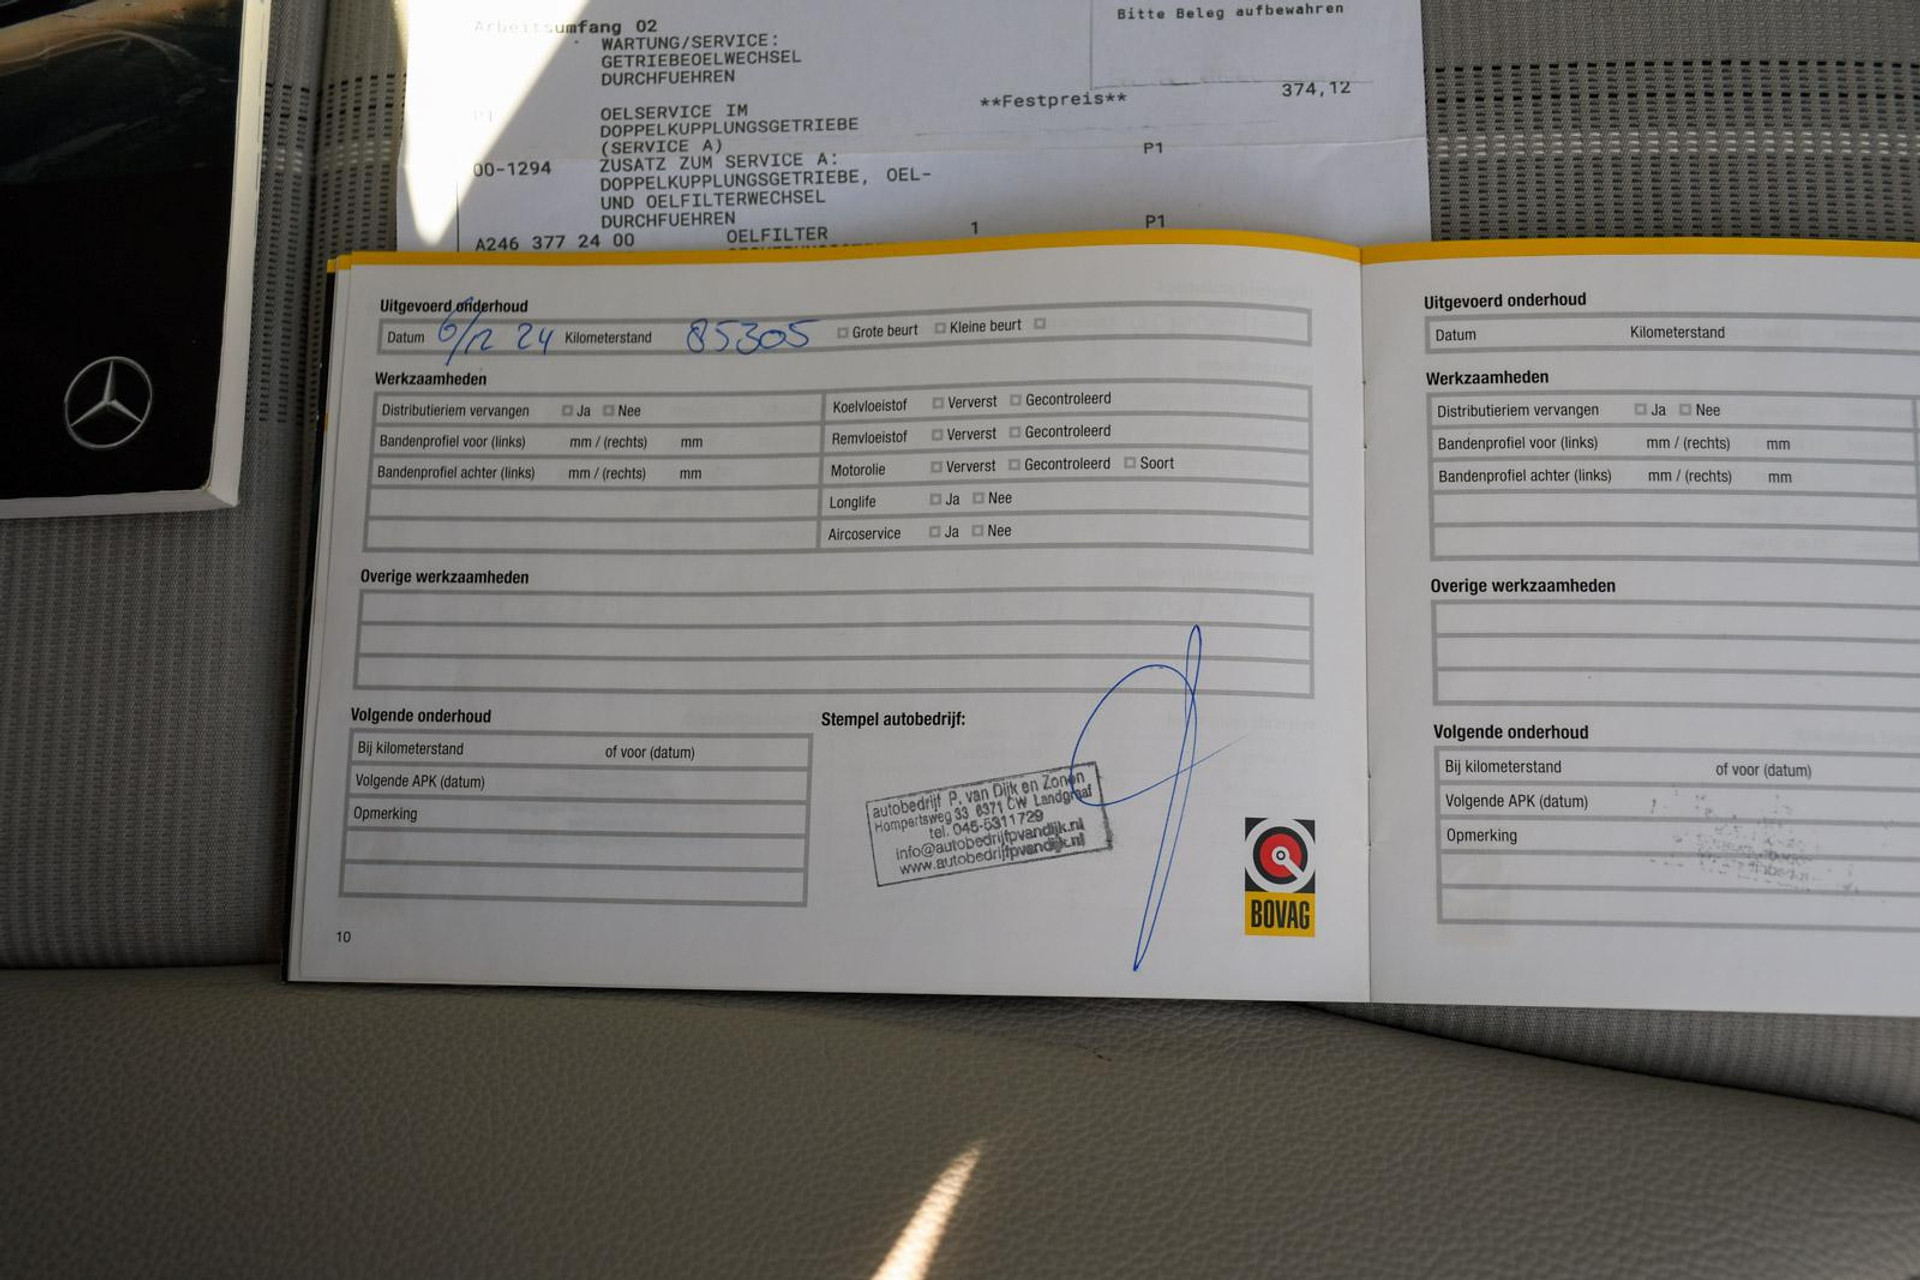 Bitte Beleg aufbewahren
Arbeitsumfang 02
WARTUNG/SERVICE:
GETRIEBEOELWECHSEL
DURCHFUEHREN
OELSERVICE IM **Festpreis** 374,12
DOPPELKUPPLUNGSGETRIEBE
(SERVICE A)
00-1294 ZUSATZ ZUM SERVICE A: P1
DOPPELKUPPLUNGSGETRIEBE, OEL-
UND OELFILTERWECHSEL
DURCHFUEHREN
A246 377 24 00 OELFILTER 1 P1
Uitgevoerd onderhoud
Datum 6/12 24 Kilometerstand 85305 Grote beurt Kleine beurt
Werkzaamheden
Distributieriem vervangen Ja Nee
Bandenprofiel voor (links) mm / (rechts) mm
Bandenprofiel achter (links) mm / (rechts) mm
Koelvloeistof Ververst Gecontroleerd
Remvloeistof Ververst Gecontroleerd
Motorolie Ververst Gecontroleerd Soort
Longlife Ja Nee
Aircoservice Ja Nee
Overige werkzaamheden
Volgende onderhoud
Bij kilometerstand of voor (datum)
Volgende APK (datum)
Opmerking
Stempel autobedrijf:
autobedrijf P. van Dijk en Zonen
Hompertsweg 33 6371 CW Landgraaf
tel. 045-5311729
info@autobedrijfpvandijk.nl
www.autobedrijfpvandijk.nl
BOVAG
10
Uitgevoerd onderhoud
Datum Kilometerstand
Werkzaamheden
Distributieriem vervangen Ja Nee
Bandenprofiel voor (links) mm / (rechts) mm
Bandenprofiel achter (links) mm / (rechts) mm
Overige werkzaamheden
Volgende onderhoud
Bij kilometerstand of voor (datum)
Volgende APK (datum)
Opmerking